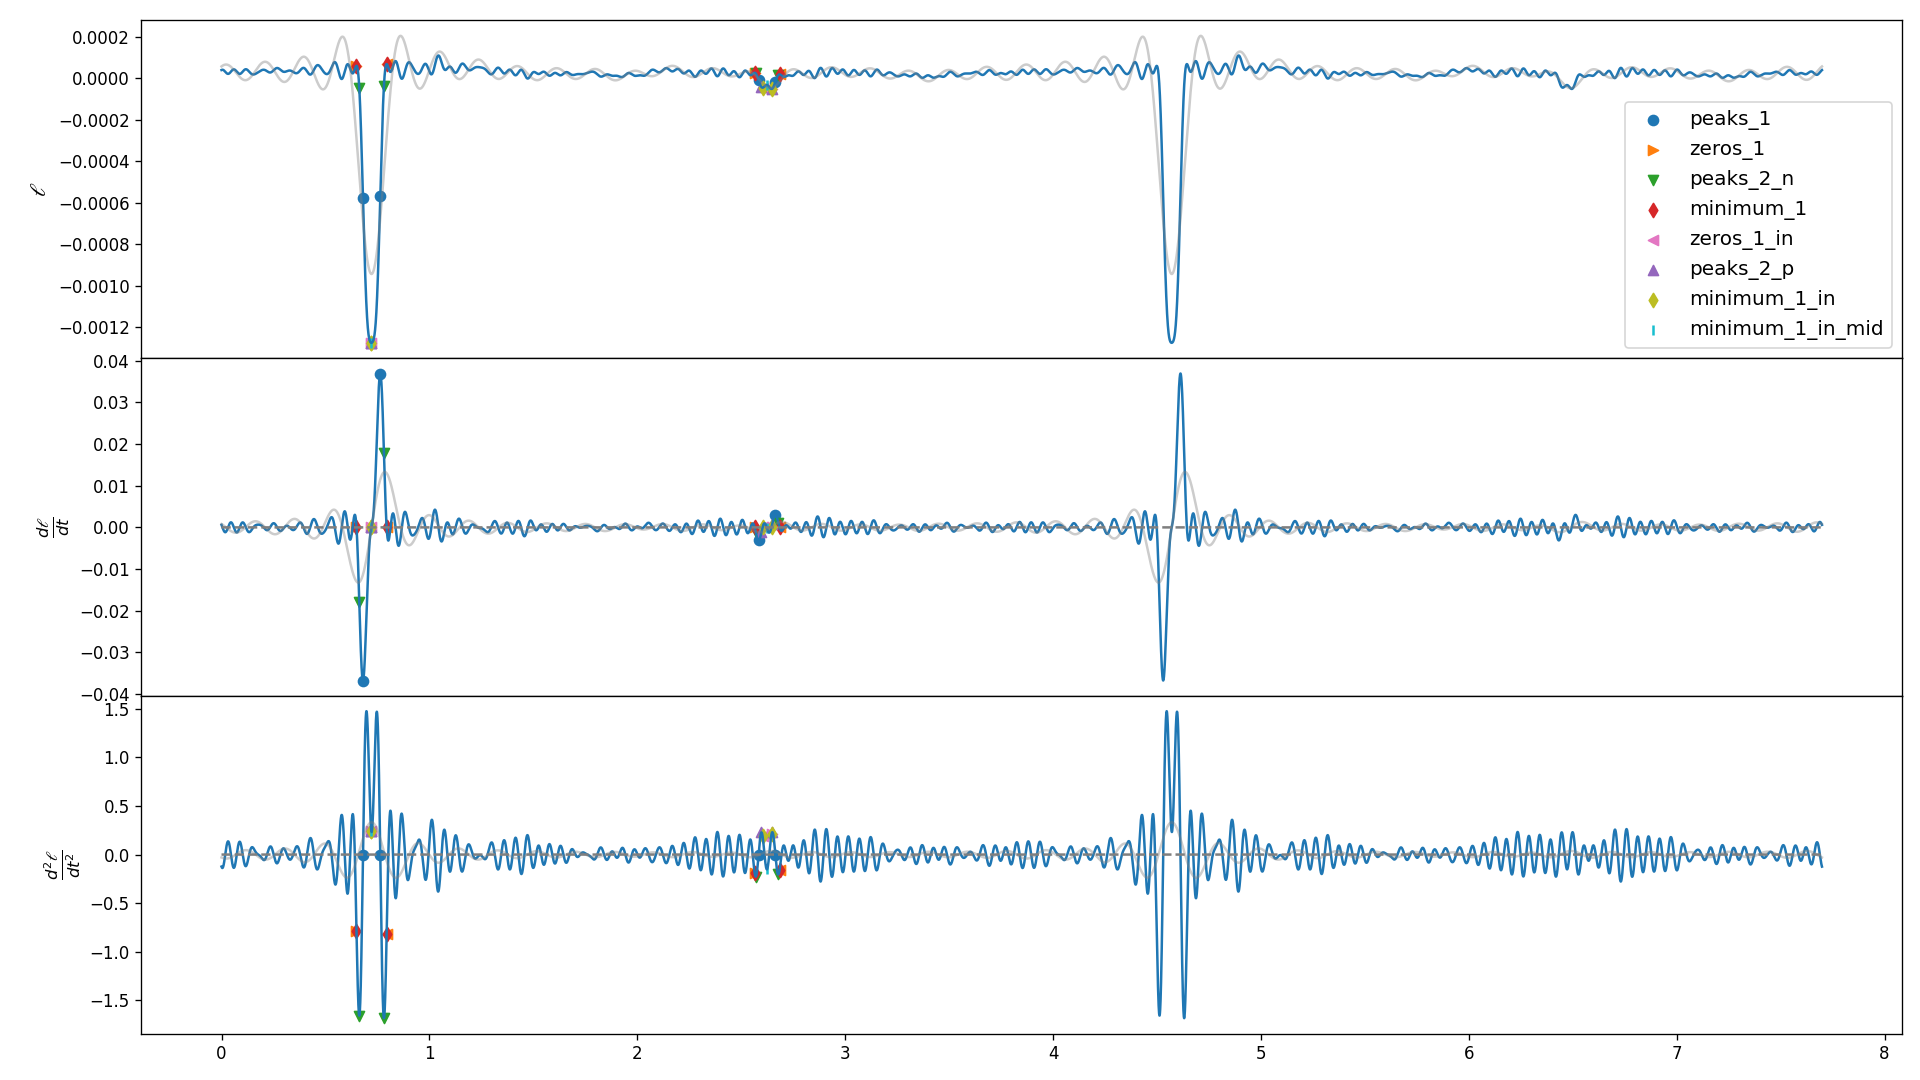 0.0002
0.0000
−0.0002
−0.0004
−0.0006
−0.0008
−0.0010
−0.0012
ℓ
peaks_1
zeros_1
peaks_2_n
minimum_1
zeros_1_in
peaks_2_p
minimum_1_in
minimum_1_in_mid
0.04
0.03
0.02
0.01
0.00
−0.01
−0.02
−0.03
−0.04
dℓ
dt
1.5
1.0
0.5
0.0
−0.5
−1.0
−1.5
d²ℓ
dt²
0 1 2 3 4 5 6 7 8